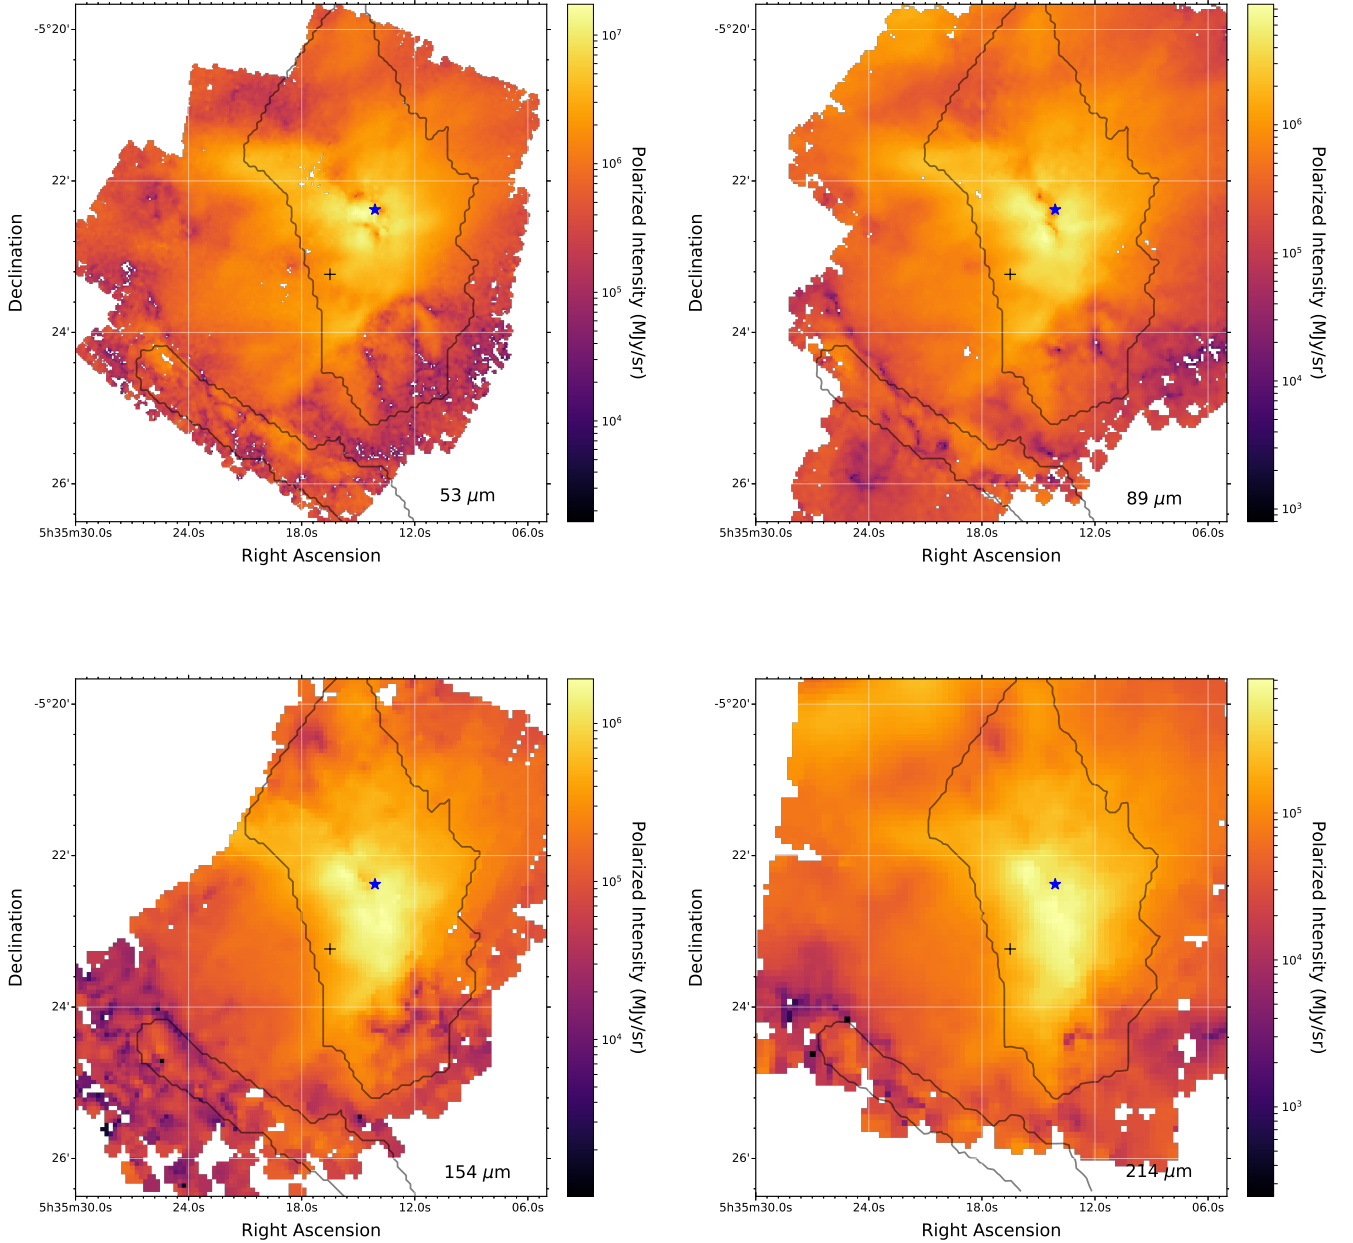 -5°20'
22'
24'
26'
Declination
5h35m30.0s 24.0s 18.0s 12.0s 06.0s
Right Ascension
53 μm
10⁷
10⁶
10⁵
10⁴
Polarized Intensity (MJy/sr)
-5°20'
22'
24'
26'
Declination
5h35m30.0s 24.0s 18.0s 12.0s 06.0s
Right Ascension
89 μm
10⁶
10⁵
10⁴
10³
Polarized Intensity (MJy/sr)
-5°20'
22'
24'
26'
Declination
5h35m30.0s 24.0s 18.0s 12.0s 06.0s
Right Ascension
154 μm
10⁶
10⁵
10⁴
Polarized Intensity (MJy/sr)
-5°20'
22'
24'
26'
Declination
5h35m30.0s 24.0s 18.0s 12.0s 06.0s
Right Ascension
214 μm
10⁵
10⁴
10³
Polarized Intensity (MJy/sr)